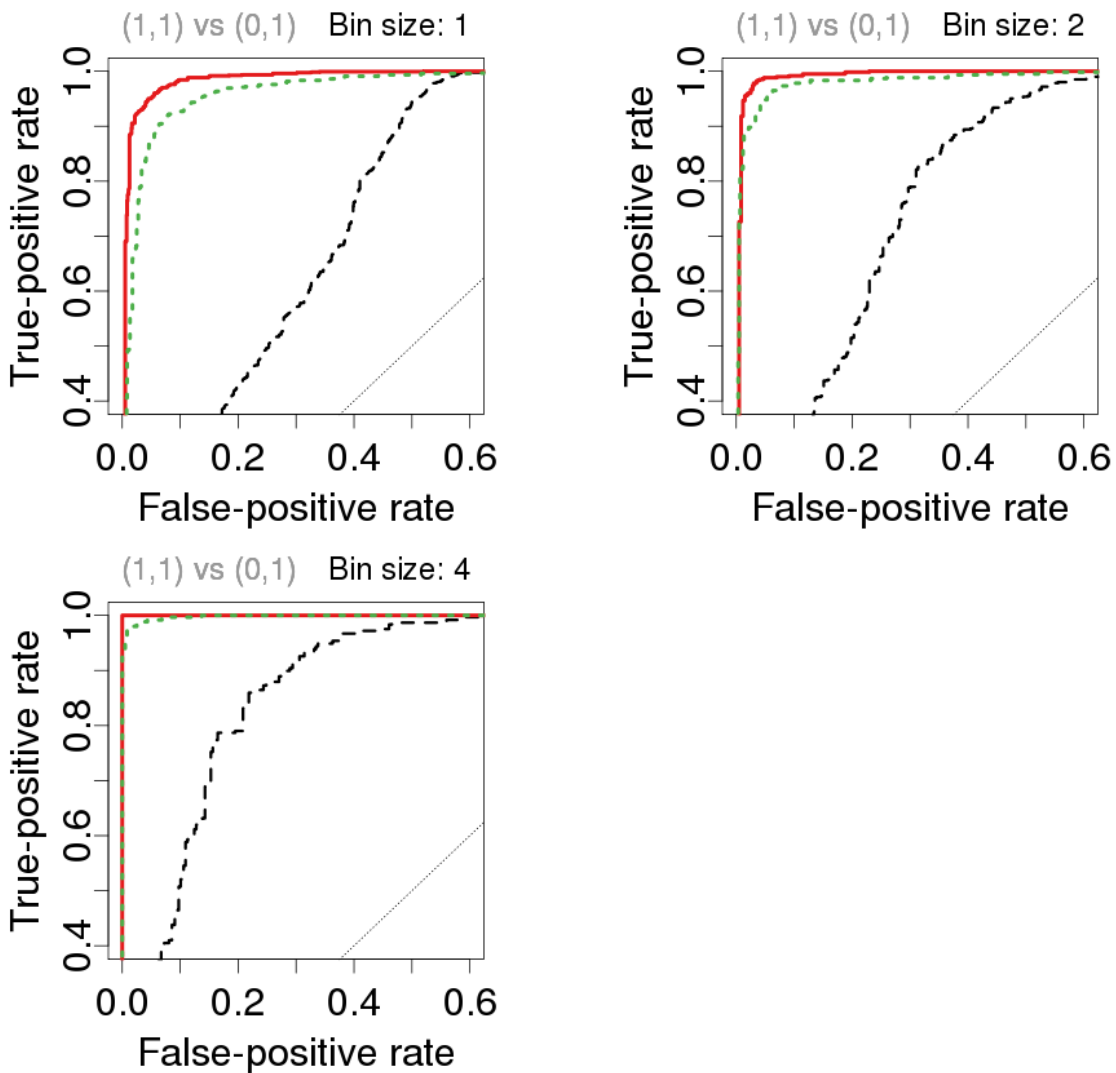 (1,1) vs (0,1) Bin size: 1
True-positive rate
1.0
0.8
0.6
0.4
0.0 0.2 0.4 0.6
False-positive rate
(1,1) vs (0,1) Bin size: 2
True-positive rate
1.0
0.8
0.6
0.4
0.0 0.2 0.4 0.6
False-positive rate
(1,1) vs (0,1) Bin size: 4
True-positive rate
1.0
0.8
0.6
0.4
0.0 0.2 0.4 0.6
False-positive rate